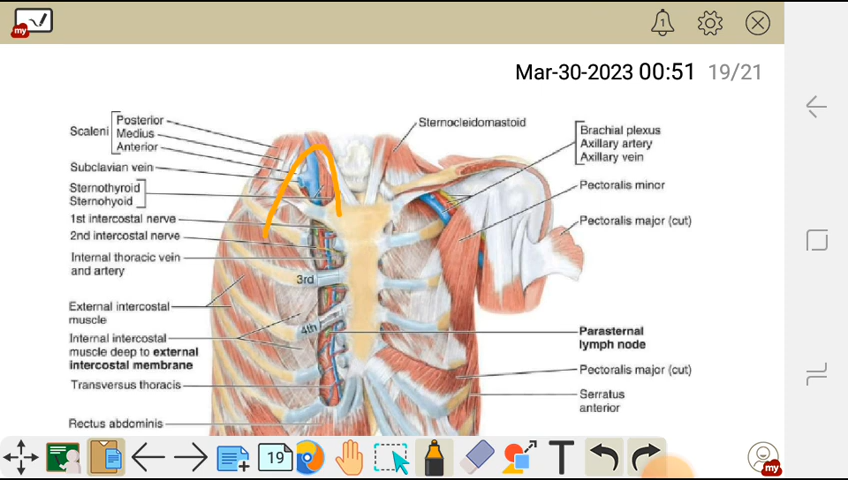 my
1
Mar-30-2023 00:51 19/21
Scaleni
Posterior
Medius
Anterior
Subclavian vein
Sternothyroid
Sternohyoid
1st intercostal nerve
2nd intercostal nerve
Internal thoracic vein
and artery
External intercostal
muscle
Internal intercostal
muscle deep to external
intercostal membrane
Transversus thoracis
Rectus abdominis
3rd
4th
Sternocleidomastoid
Brachial plexus
Axillary artery
Axillary vein
Pectoralis minor
Pectoralis major (cut)
Parasternal
lymph node
Pectoralis major (cut)
Serratus
anterior
19
T
my